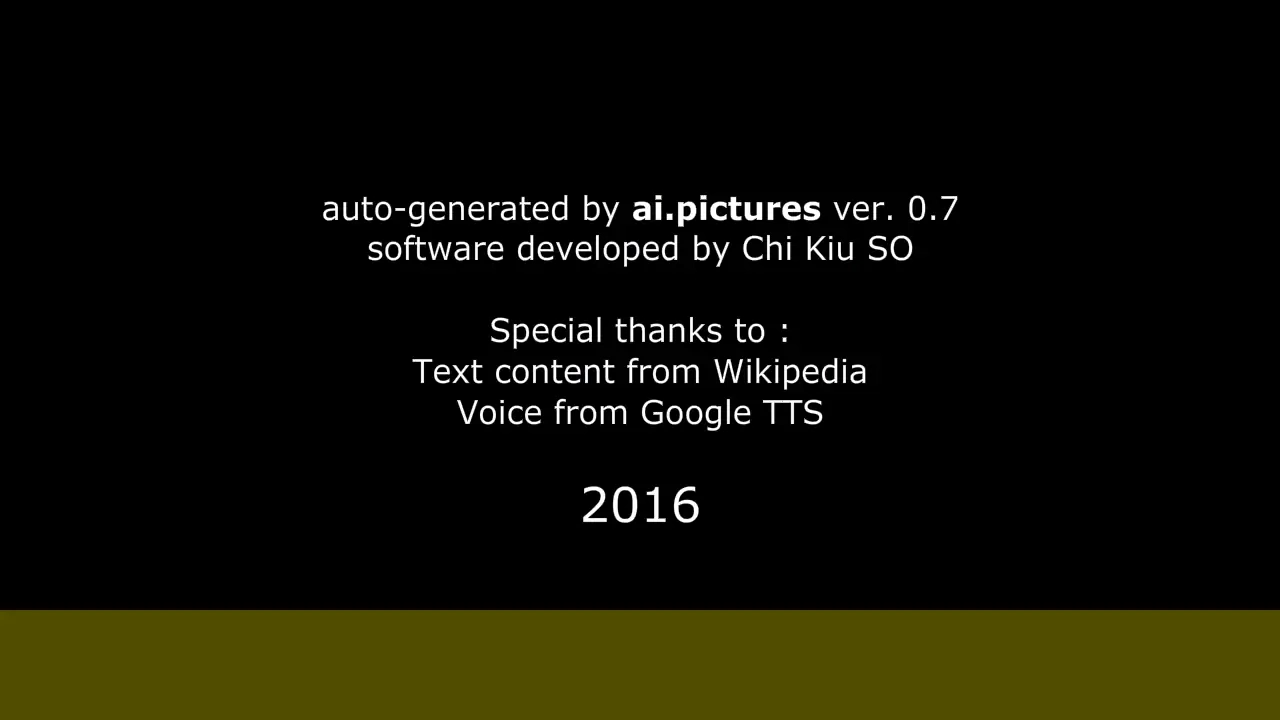 auto-generated by ai.pictures ver. 0.7
software developed by Chi Kiu SO
Special thanks to :
Text content from Wikipedia
Voice from Google TTS
2016